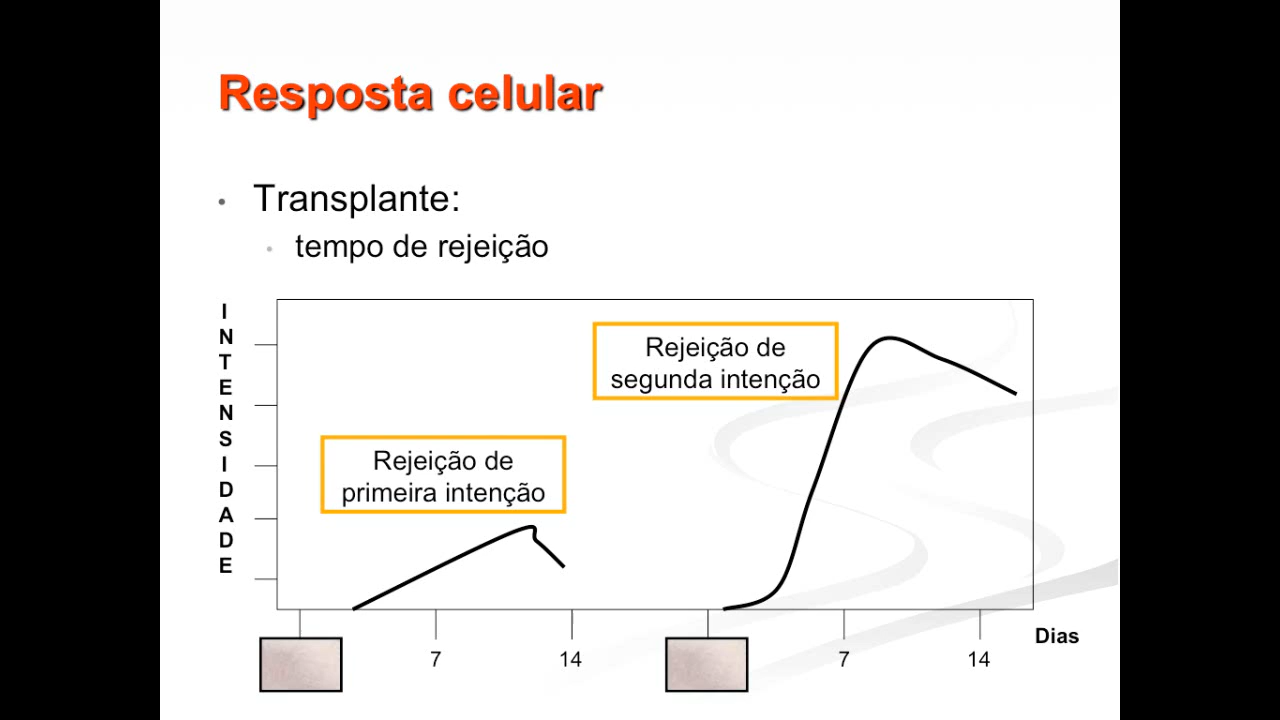 Resposta celular
• Transplante:
• tempo de rejeição
INTENSIDADE
Rejeição de
segunda intenção
Rejeição de
primeira intenção
Dias
7 14 7 14